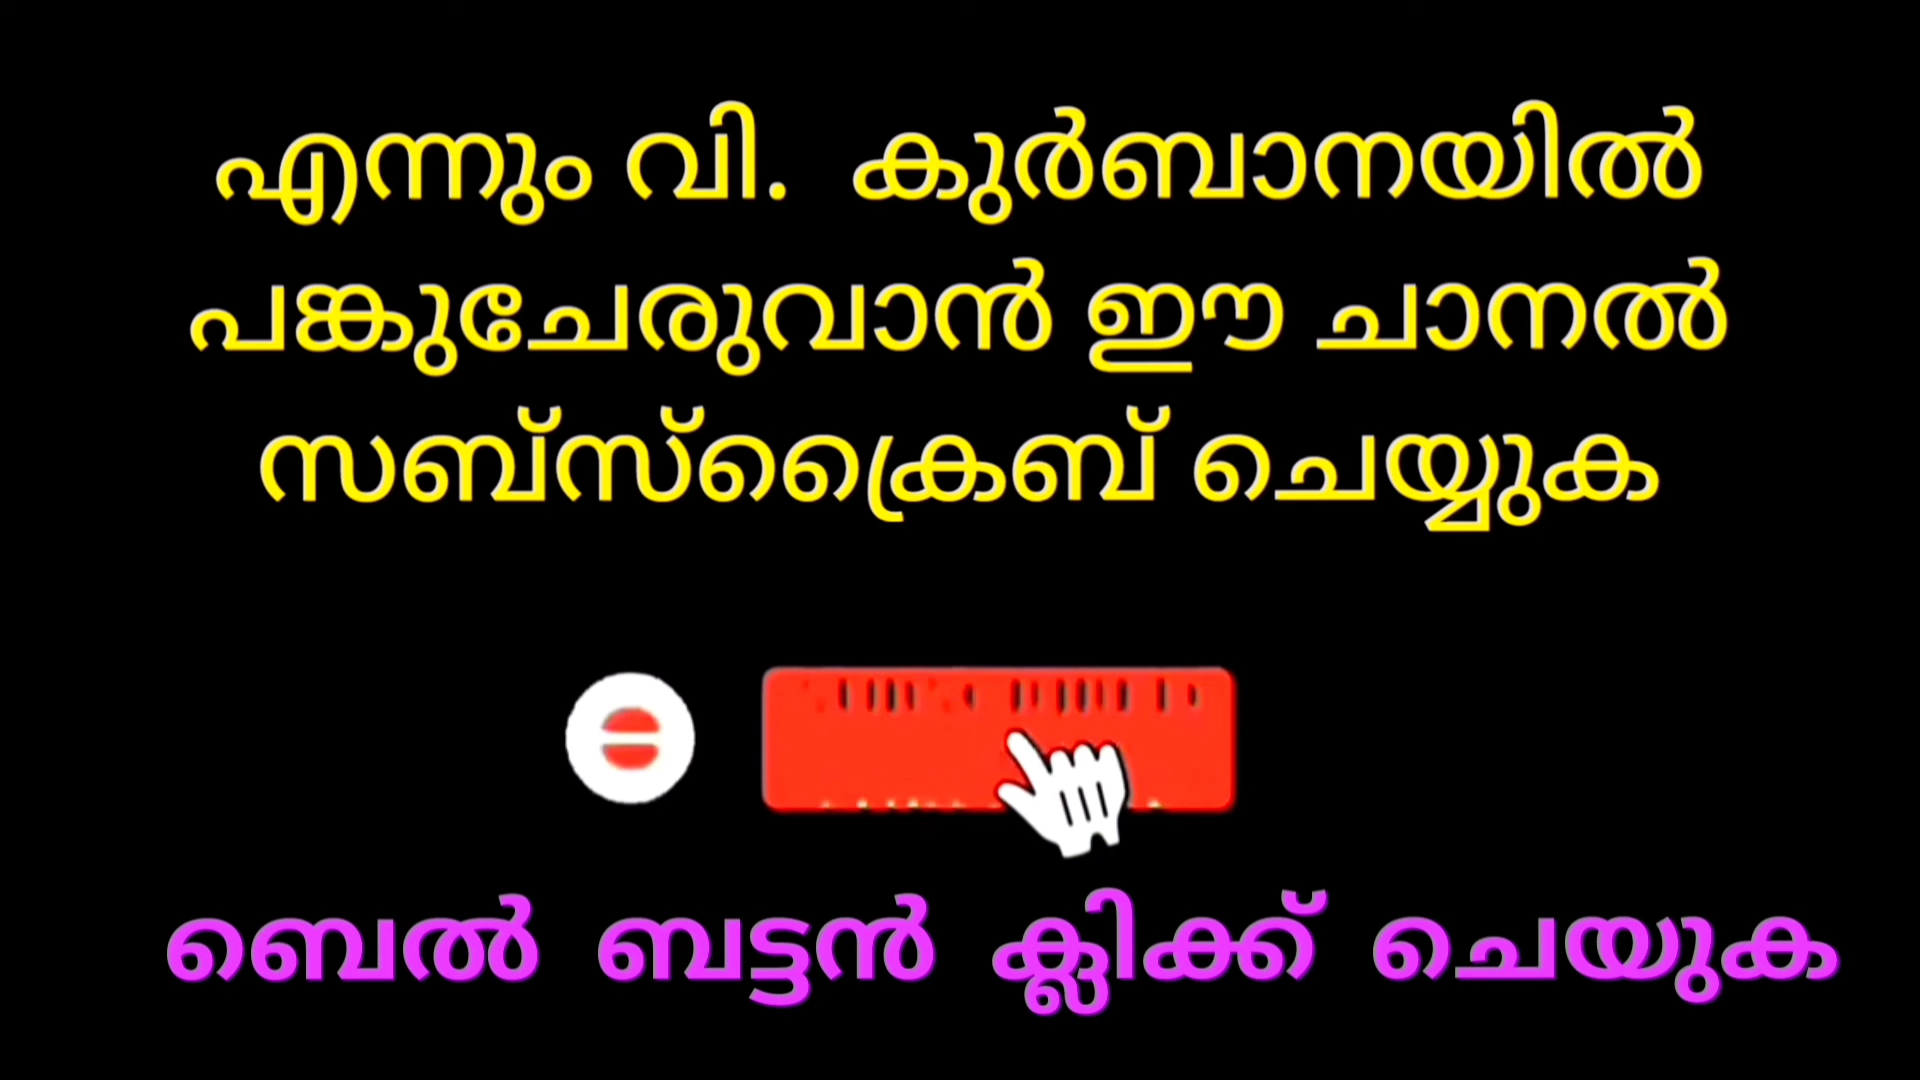 എന്നും വി. കുർബാനയിൽ
പങ്കുചേരുവാൻ ഈ ചാനൽ
സബ്സ്ക്രൈബ് ചെയ്യുക
ബെൽ ബട്ടൻ ക്ലിക്ക് ചെയുക